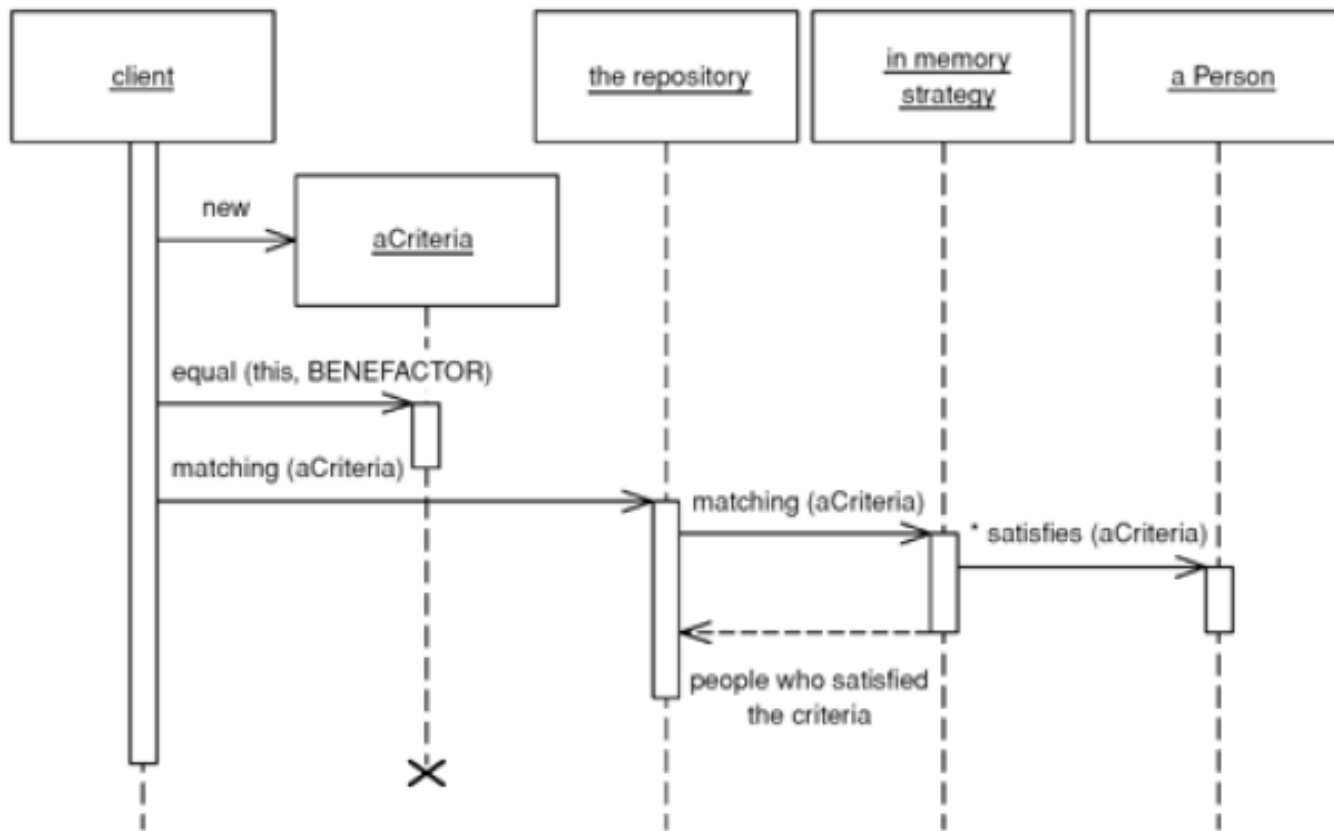 client
the repository
in memory
strategy
a Person
new
aCriteria
equal (this, BENEFACTOR)
matching (aCriteria)
matching (aCriteria)
* satisfies (aCriteria)
people who satisfied
the criteria